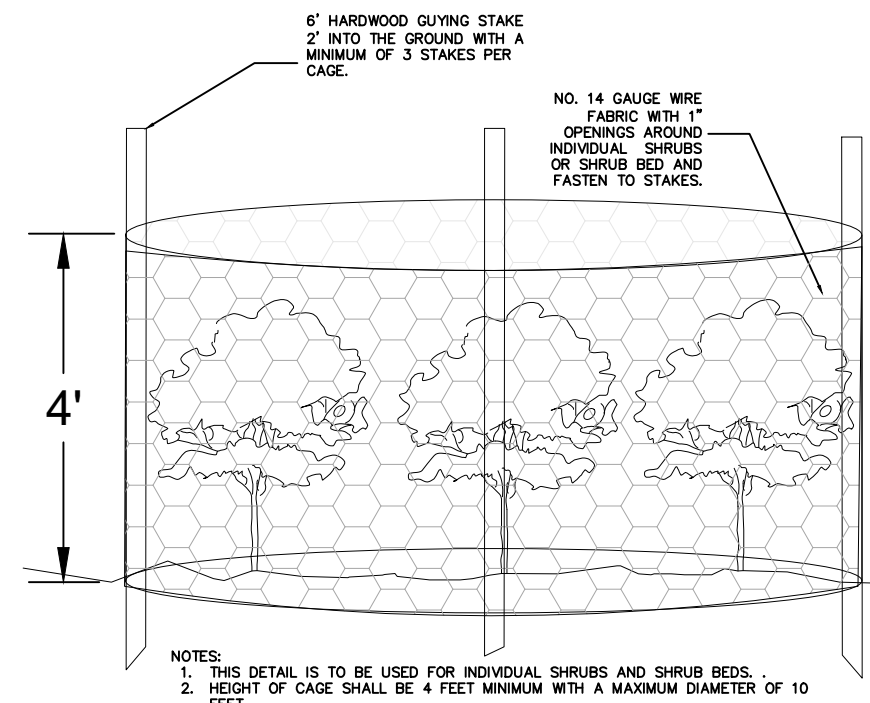 6' HARDWOOD GUYING STAKE
2' INTO THE GROUND WITH A
MINIMUM OF 3 STAKES PER
CAGE.
NO. 14 GAUGE WIRE
FABRIC WITH 1"
OPENINGS AROUND
INDIVIDUAL SHRUBS
OR SHRUB BED AND
FASTEN TO STAKES.
4'
NOTES:
1. THIS DETAIL IS TO BE USED FOR INDIVIDUAL SHRUBS AND SHRUB BEDS. .
2. HEIGHT OF CAGE SHALL BE 4 FEET MINIMUM WITH A MAXIMUM DIAMETER OF 10
FEET